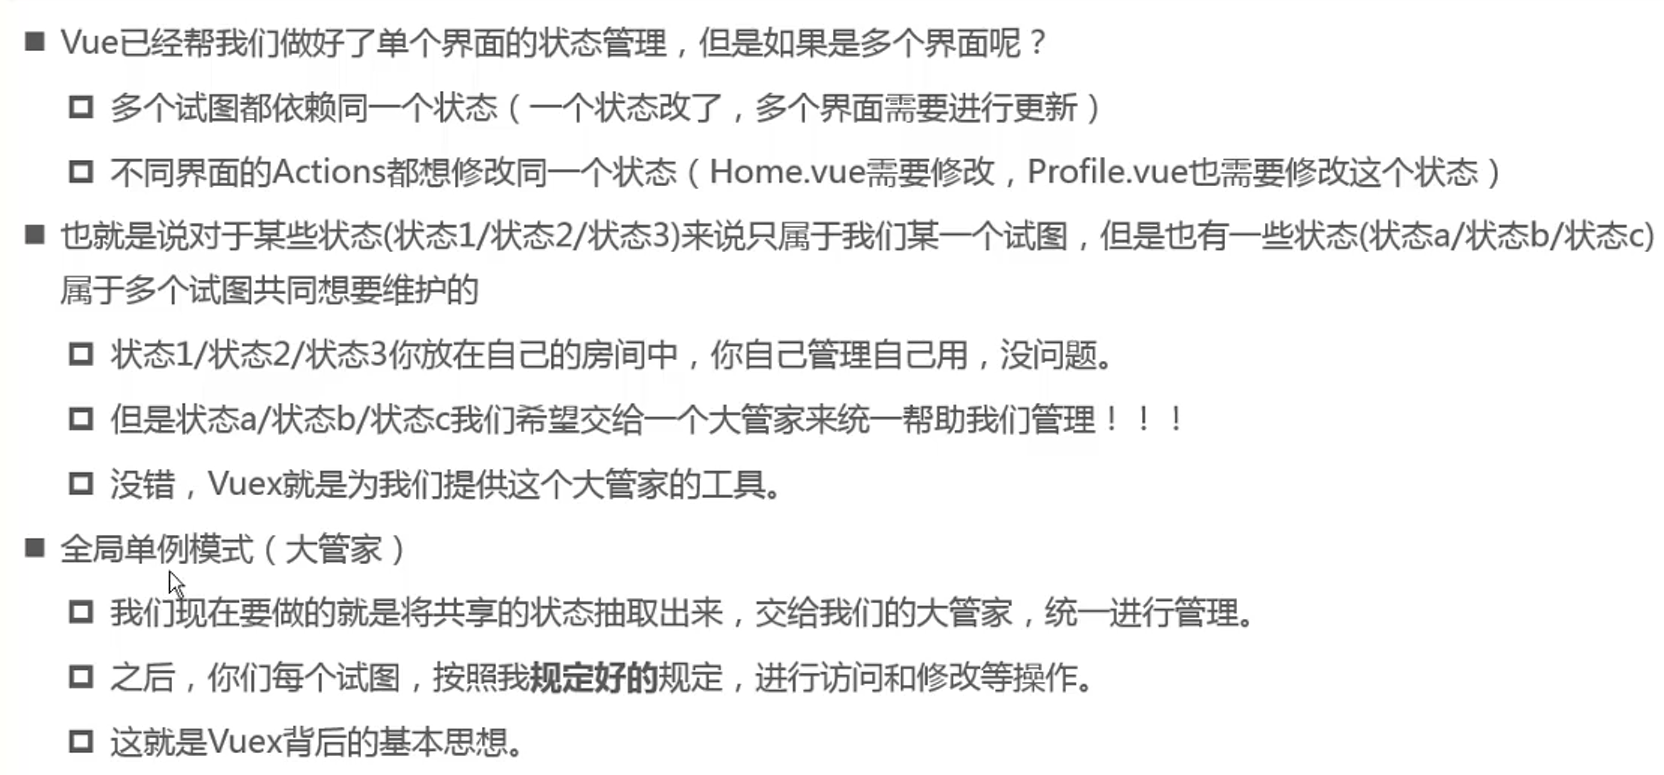 Vue已经帮我们做好了单个界面的状态管理，但是如果是多个界面呢？
多个试图都依赖同一个状态（一个状态改了，多个界面需要进行更新）
不同界面的Actions都想修改同一个状态（Home.vue需要修改，Profile.vue也需要修改这个状态）
也就是说对于某些状态(状态1/状态2/状态3)来说只属于我们某一个试图，但是也有一些状态(状态a/状态b/状态c)
属于多个试图共同想要维护的
状态1/状态2/状态3你放在自己的房间中，你自己管理自己用，没问题。
但是状态a/状态b/状态c我们希望交给一个大管家来统一帮助我们管理！！！
没错，Vuex就是为我们提供这个大管家的工具。
全局单例模式（大管家）
我们现在要做的就是将共享的状态抽取出来，交给我们的大管家，统一进行管理。
之后，你们每个试图，按照我规定好的规定，进行访问和修改等操作。
这就是Vuex背后的基本思想。